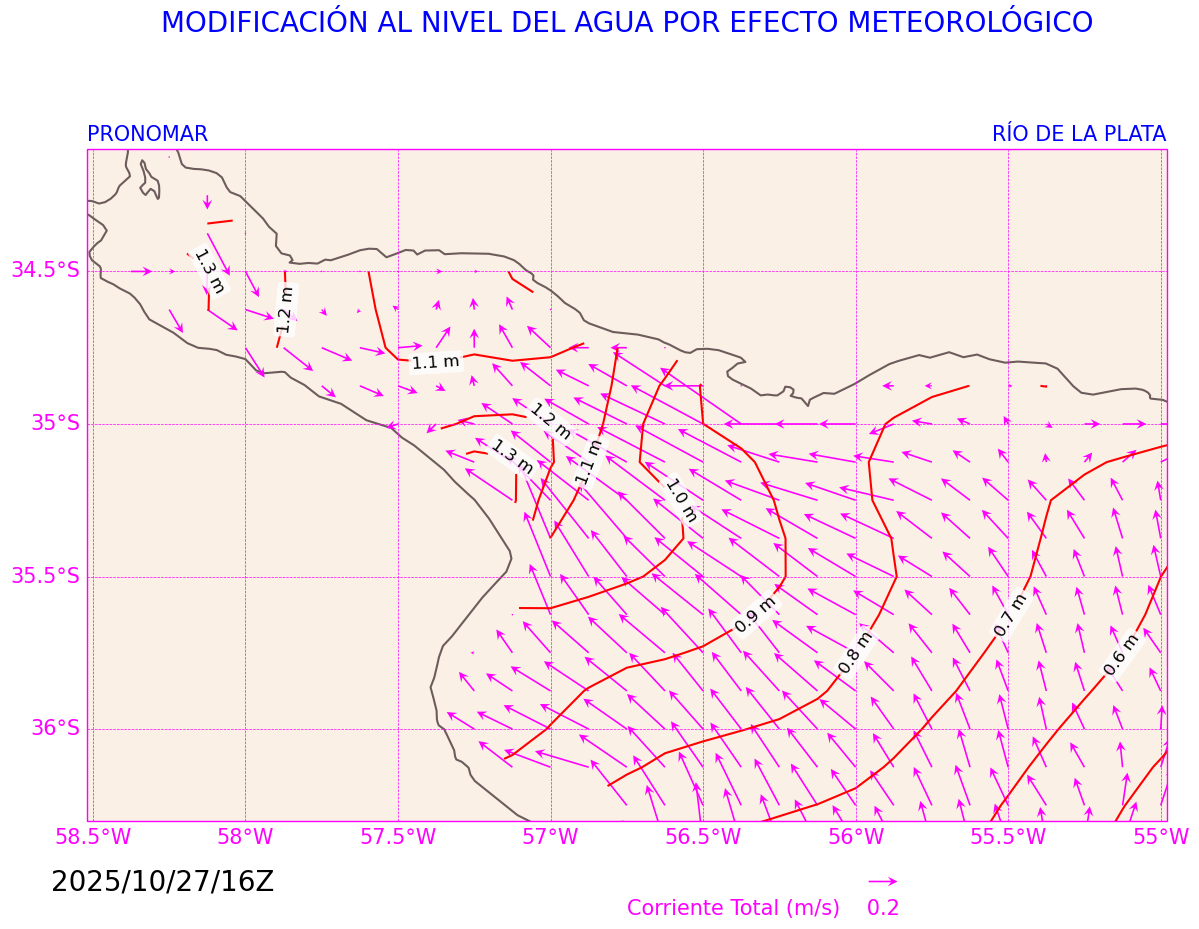 MODIFICACIÓN AL NIVEL DEL AGUA POR EFECTO METEOROLÓGICO
PRONOMAR
RÍO DE LA PLATA
1.3 m
34.5°S
1.2 m
1.1 m
1.2 m
35°S
1.3 m
1.1 m
1.0 m
35.5°S
0.9 m
0.7 m
0.8 m
0.6 m
36°S
58.5°W 58°W 57.5°W 57°W 56.5°W 56°W 55.5°W 55°W
2025/10/27/16Z
Corriente Total (m/s) 0.2